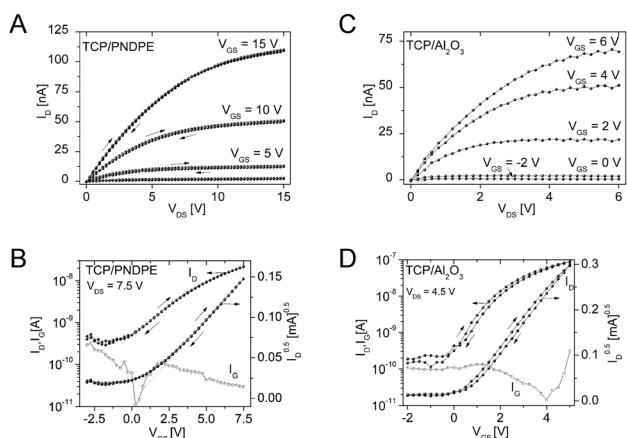 A
TCP/PNDPE
V_GS = 15 V
V_GS = 10 V
V_GS = 5 V
I_D [nA]
125
100
75
50
25
0
0 5 10 15
V_DS [V]
C
TCP/Al_2O_3
V_GS = 6 V
V_GS = 4 V
V_GS = 2 V
V_GS = -2 V
V_GS = 0 V
I_D [nA]
75
50
25
0
0 1 2 3 4 5 6
V_DS [V]
B
TCP/PNDPE
V_DS = 7.5 V
I_D
I_G
I_D, I_G[A]
10^-8
10^-9
10^-10
10^-11
-2.5 0.0 2.5 5.0 7.5
V_GS [V]
0.15
0.10
0.05
0.00
I_D^0.5 [mA]^0.5
D
TCP/Al_2O_3
V_DS = 4.5 V
I_D
I_G
I_D, I_G[A]
10^-7
10^-8
10^-9
10^-10
10^-11
-2 0 2 4
V_GS [V]
0.3
0.2
0.1
0.0
I_D^0.5 [mA]^0.5